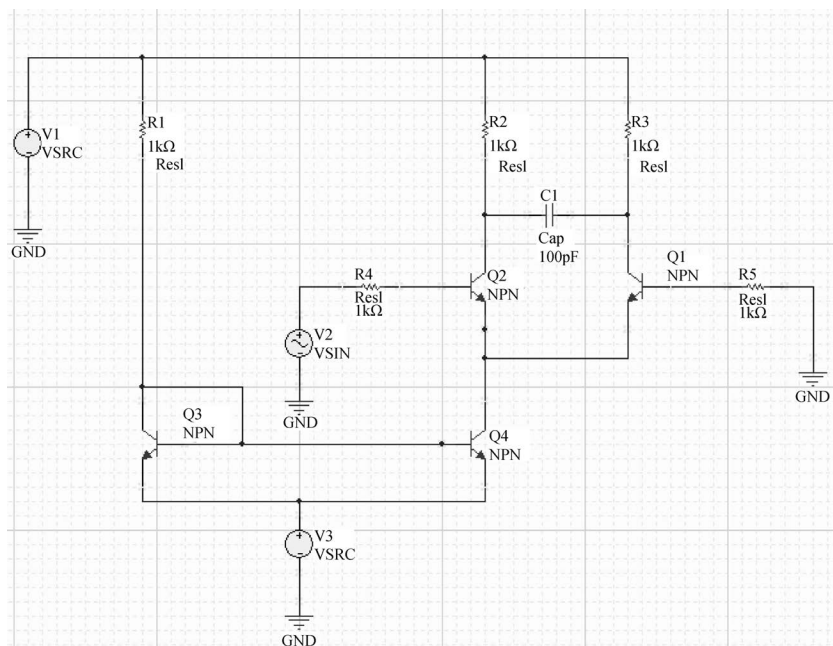 R1
1kΩ
Resl
R2
1kΩ
Resl
R3
1kΩ
Resl
V1
VSRC
GND
C1
Cap
100pF
R4
Resl
1kΩ
Q2
NPN
Q1
NPN
R5
Resl
1kΩ
V2
VSIN
GND
GND
Q3
NPN
Q4
NPN
V3
VSRC
GND